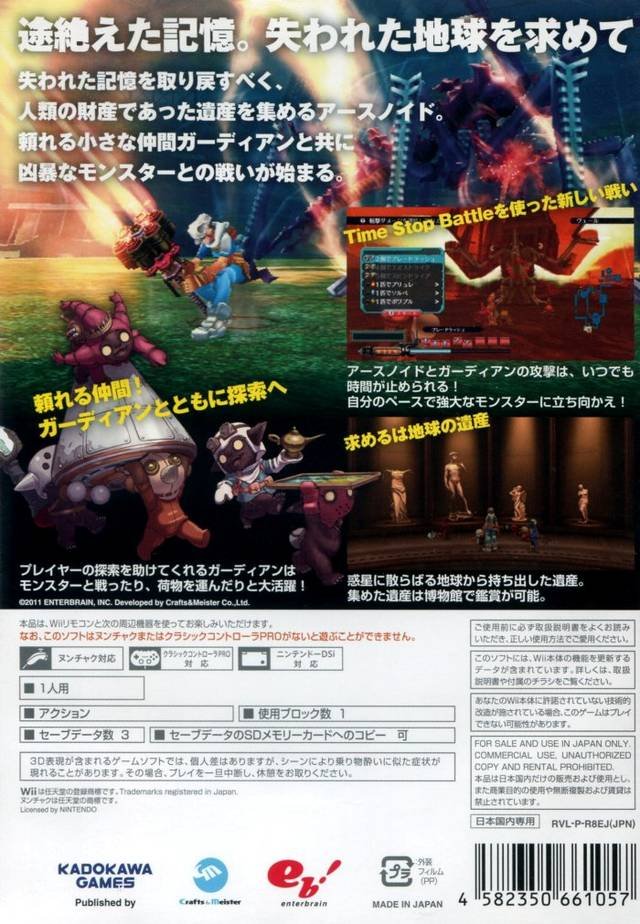 途絶えた記憶。失われた地球を求めて
失われた記憶を取り戻すべく、
人類の財産であった遺産を集めるアースノイド。
頼れる小さな仲間ガーディアンと共に
凶暴なモンスターとの戦いが始まる。
Time Stop Battleを使った新しい戦い
ヴェール
1匹でブリュレ
1匹でソルベ
1匹でポワブル
ブレードラッシュ
アースノイドとガーディアンの攻撃は、いつでも
時間が止められる！
自分のペースで強大なモンスターに立ち向かえ！
頼れる仲間！
ガーディアンとともに探索へ
求めるは地球の遺産
プレイヤーの探索を助けてくれるガーディアンは
モンスターと戦ったり、荷物を運んだりと大活躍！
©2011 ENTERBRAIN, INC. Developed by Crafts&Meister Co.,Ltd.
惑星に散らばる地球から持ち出した遺産。
集めた遺産は博物館で鑑賞が可能。
本品は、Wiiリモコンと次の周辺機器を使ってお楽しみいただけます。
なお、このソフトはヌンチャクまたはクラシックコントローラPROがないと遊ぶことができません。
ヌンチャク対応
クラシックコントローラPRO
対 応
ニンテンドーDSi
対 応
■ 1人用
■ アクション
■ 使用ブロック数 1
■ セーブデータ数 3
■ セーブデータのSDメモリーカードへのコピー 可
3D表現が含まれるゲームソフトでは、個人差はありますが、シーンにより乗り物酔いに似た症状が
現れることがあります。その場合、プレイを一旦中断し、休憩をお取りください。
Wiiは任天堂の登録商標です。Trademarks registered in Japan.
ヌンチャクは任天堂の商標です。
Licensed by NINTENDO
ご使用前に必ず取扱説明書をよくお読み
いただき、正しい使用方法でご愛用ください。
このソフトには、Wii本体の機能を更新する
データが含まれています。詳しくは、取扱
説明書や付属のチラシをご覧ください。
あなたのWii本体に許諾されていない技術的
改造が施されている場合、このゲームはプレイ
できない可能性があります。
FOR SALE AND USE IN JAPAN ONLY.
COMMERCIAL USE, UNAUTHORIZED
COPY AND RENTAL PROHIBITED.
本品は日本国内だけの販売および使用とし、
また商業目的の使用や無断複製および賃貸は
禁止されています。
日本国内専用
RVL-P-R8EJ(JPN)
KADOKAWA
GAMES
Published by
Crafts&Meister
eb!
enterbrain
プラ
外装
フィルム
(PP)
MADE IN JAPAN
4 582350 661057